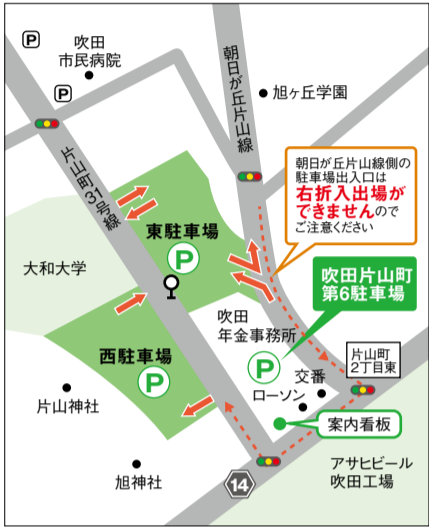 P
吹田
市民病院
P
朝日が丘片山線
旭ヶ丘学園
片山町31号線
朝日が丘片山線側の
駐車場出入口は
右折入出場が
できませんので
ご注意ください
東駐車場
P
大和大学
吹田片山町
第6駐車場
吹田
年金事務所
西駐車場
P
P
片山町
2丁目東
交番
ローソン
片山神社
案内看板
旭神社
14
アサヒビール
吹田工場